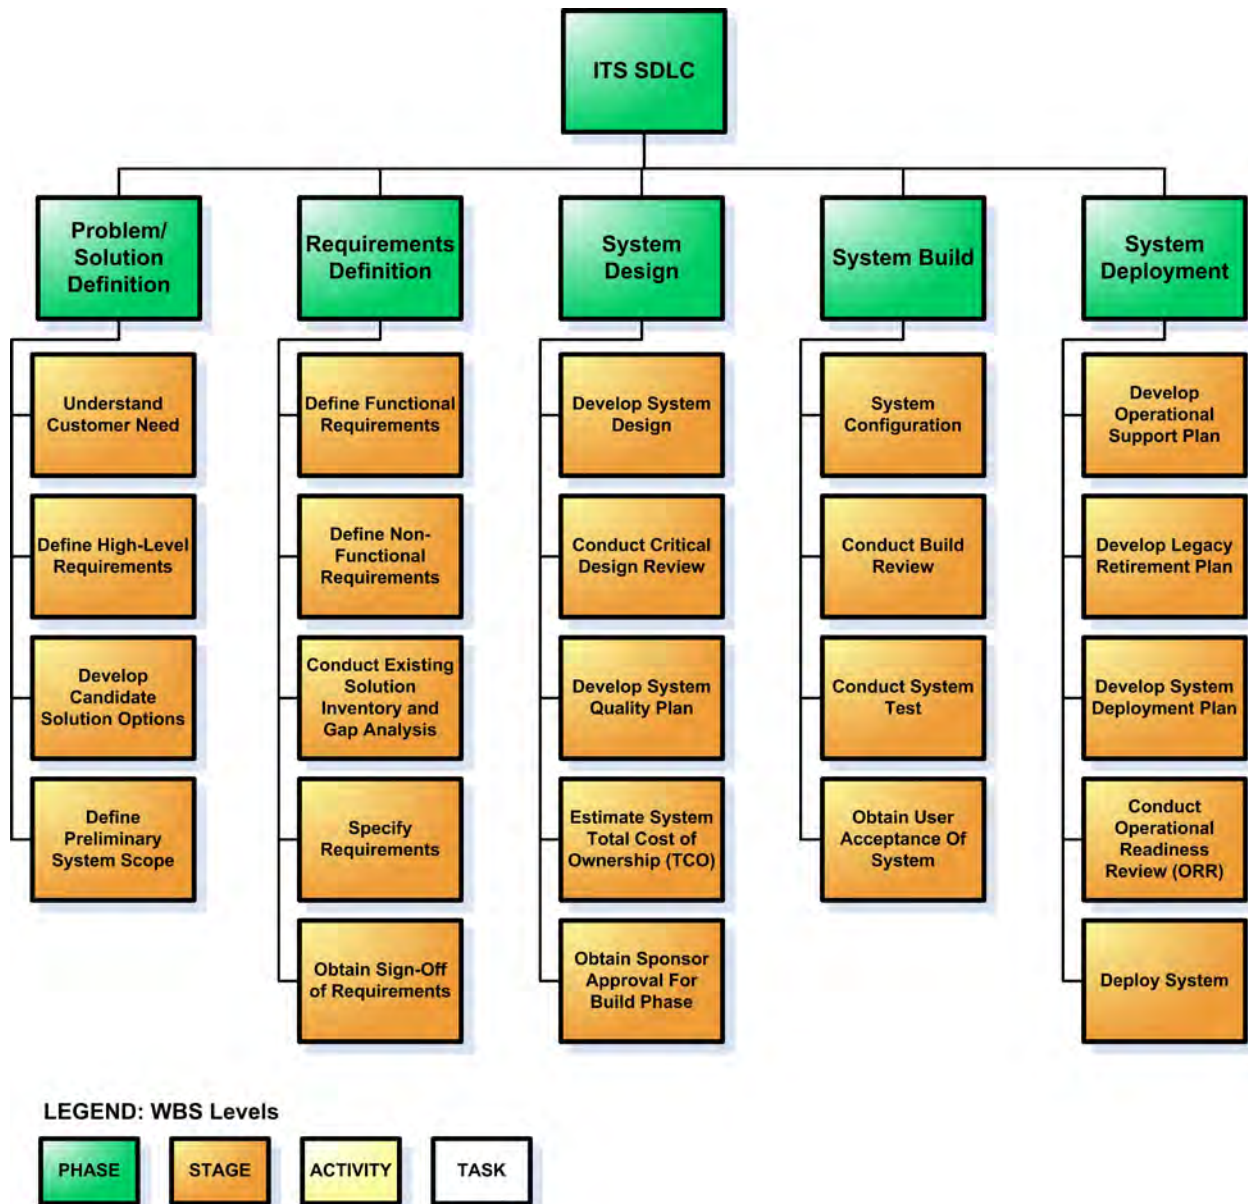 ITS SDLC
Problem/
Solution
Definition
Requirements
Definition
System
Design
System Build
System
Deployment
Understand
Customer Need
Define High-Level
Requirements
Develop
Candidate
Solution Options
Define
Preliminary
System Scope
Define Functional
Requirements
Define Non-
Functional
Requirements
Conduct Existing
Solution
Inventory and
Gap Analysis
Specify
Requirements
Obtain Sign-Off
of Requirements
Develop System
Design
Conduct Critical
Design Review
Develop System
Quality Plan
Estimate System
Total Cost of
Ownership (TCO)
Obtain Sponsor
Approval For
Build Phase
System
Configuration
Conduct Build
Review
Conduct System
Test
Obtain User
Acceptance Of
System
Develop
Operational
Support Plan
Develop Legacy
Retirement Plan
Develop System
Deployment Plan
Conduct
Operational
Readiness
Review (ORR)
Deploy System
LEGEND: WBS Levels
PHASE
STAGE
ACTIVITY
TASK